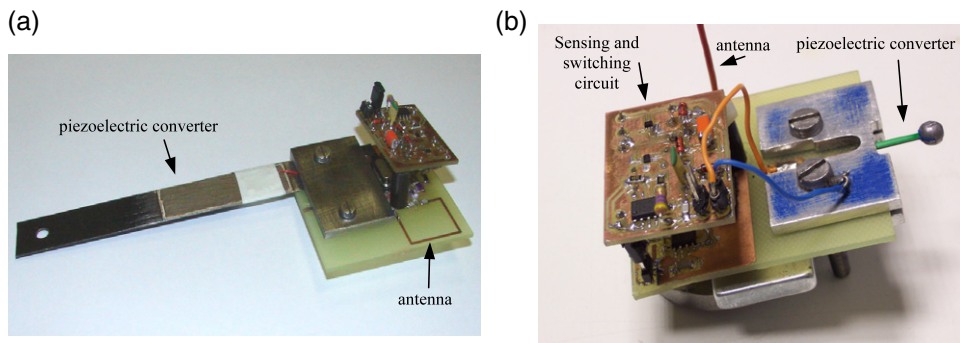 (a)
piezoelectric converter
antenna
(b)
Sensing and
switching
circuit
antenna
piezoelectric converter